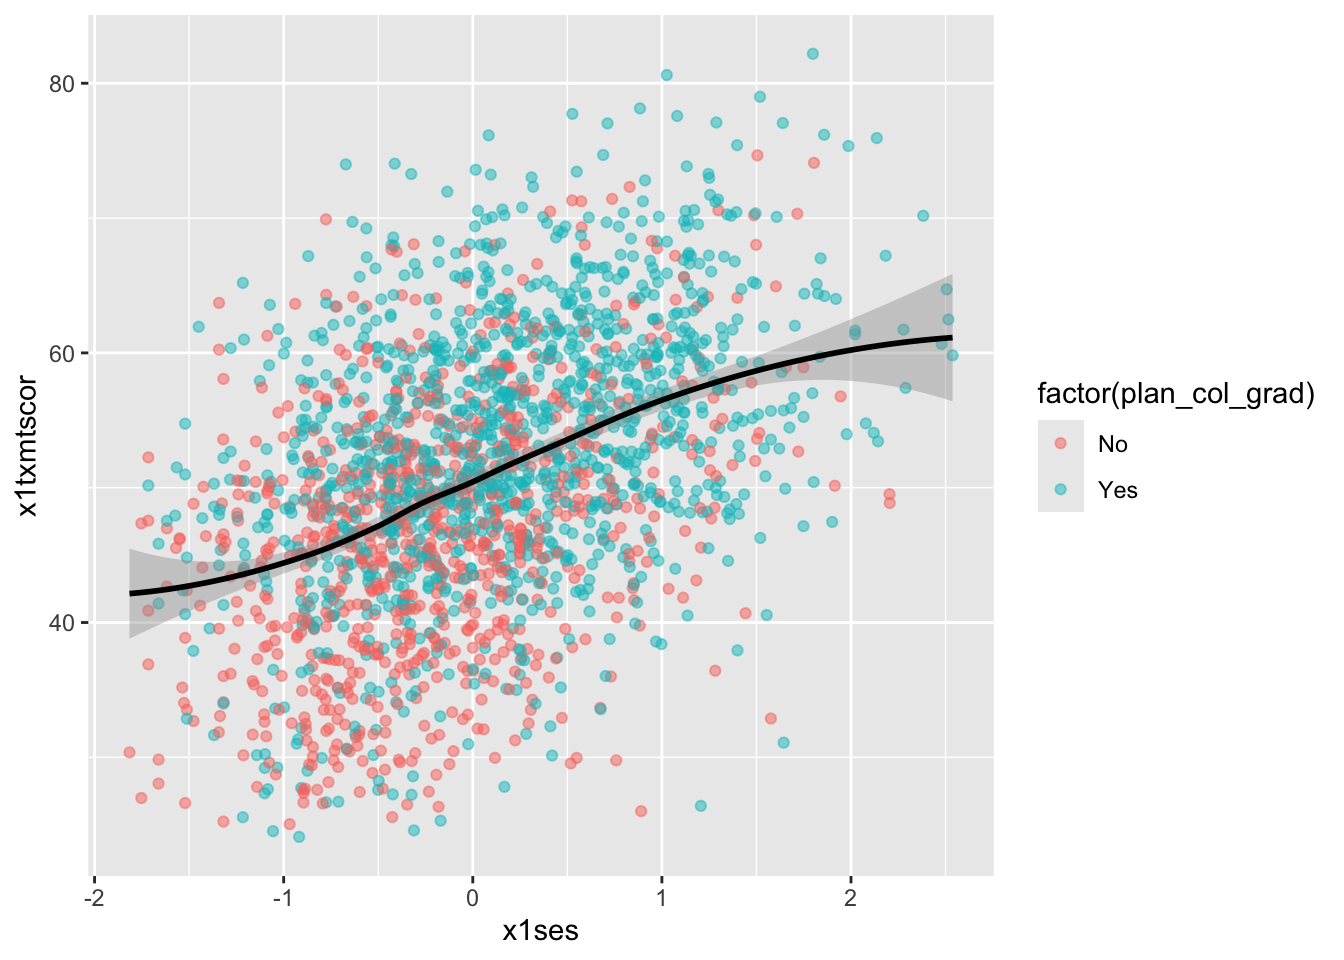 80
60
40
x1txmtscor
-2
-1
0
1
2
x1ses
factor(plan_col_grad)
No
Yes